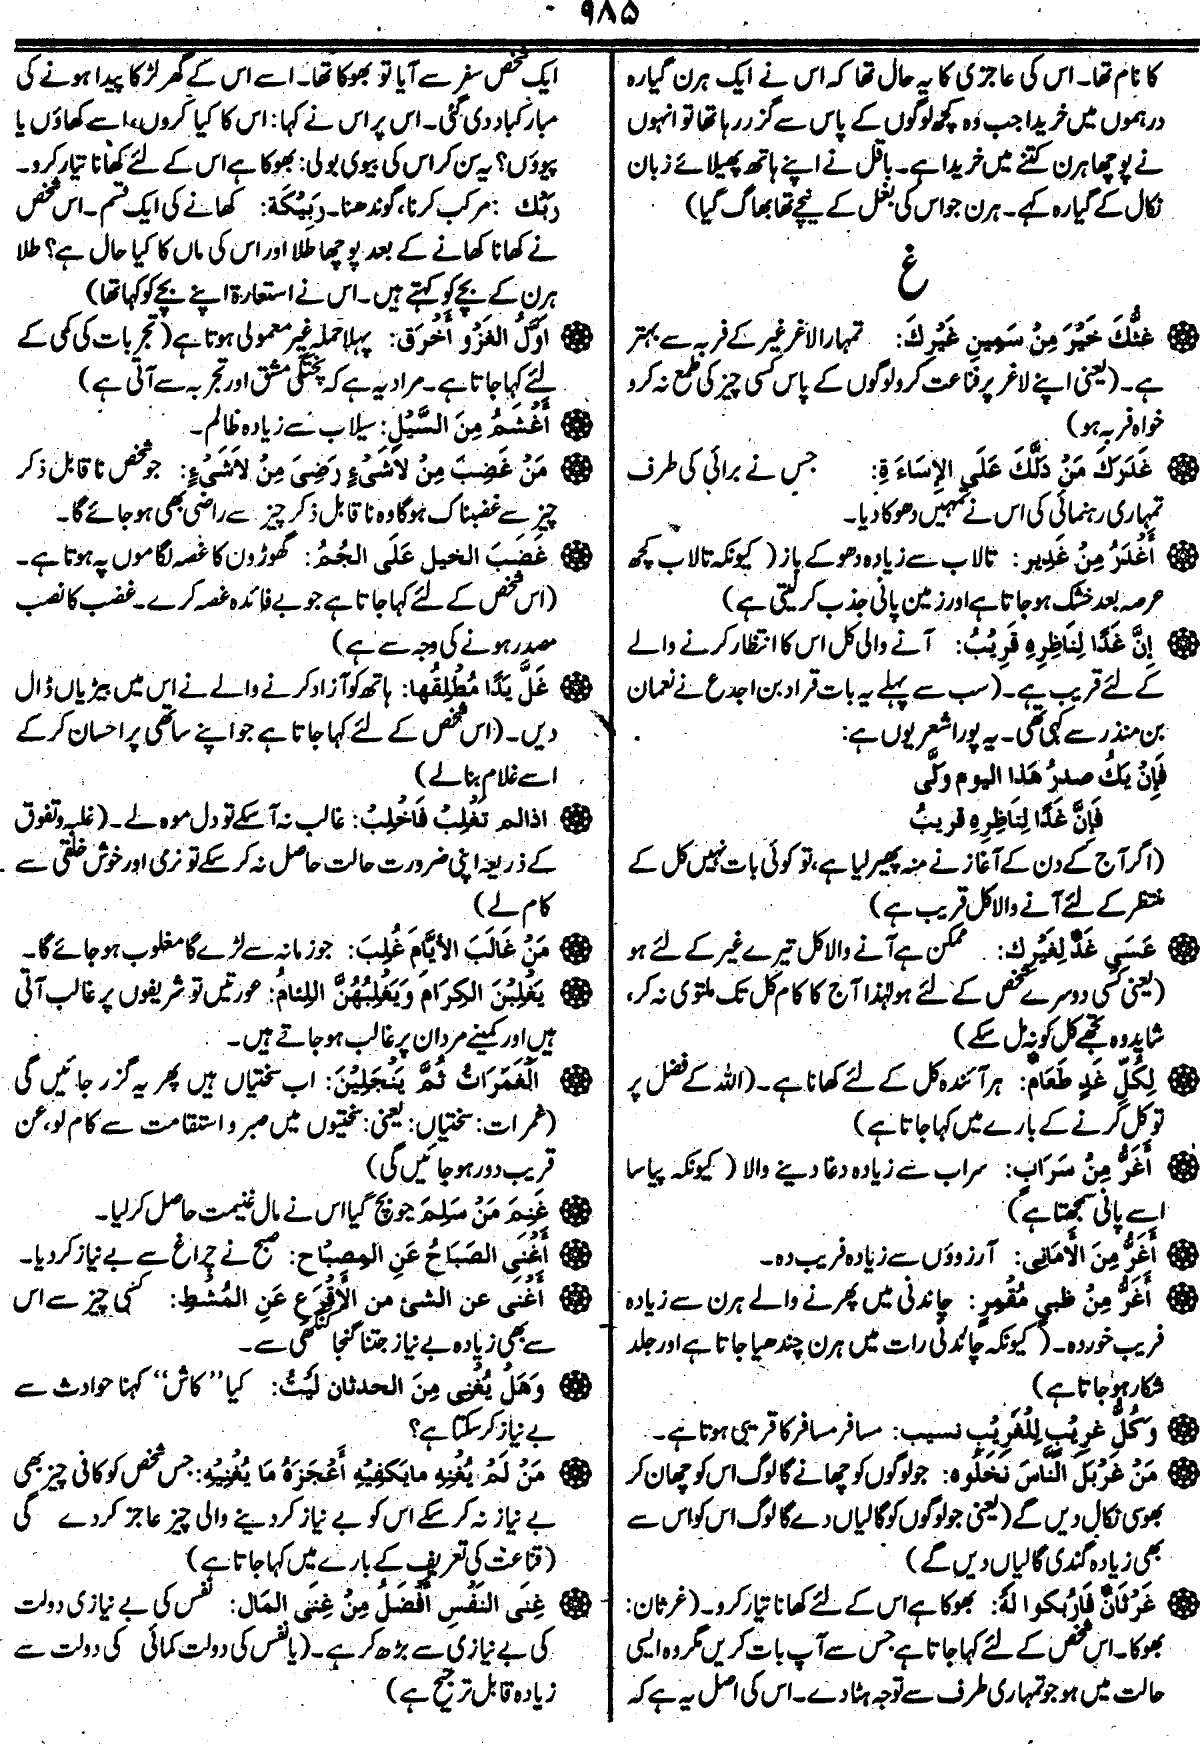 ۹۸۵
کا نام تھا۔ اس کی عاجزی کا یہ حال تھا کہ اس نے ایک ہرن گیارہ
درہموں میں خریدا جب وہ کچھ لوگوں کے پاس سے گزر رہا تھا تو انہوں
نے پوچھا ہرن کتنے میں خریدا ہے۔ باقل نے اپنے ہاتھ پھیلائے زبان
نکال کے گیارہ کہے۔ ہرن جو اس کی بغل کے نیچے تھا بھاگ گیا)
غ
غَثُّكَ خَيْرٌ مِنْ سَمِينِ غَيْرِكَ: تمہارا لاغر غیر کے فربہ سے بہتر
ہے۔ (یعنی اپنے لاغر پر قناعت کرو لوگوں کے پاس کسی چیز کی طمع نہ کرو
خواہ فربہ ہو)
غَدَرَكَ مَنْ دَلَّكَ عَلَى الإِسَاءَةِ: جس نے برائی کی طرف
تمہاری رہنمائی کی اس نے تمہیں دھوکا دیا۔
أَغْدَرُ مِنْ غَدِيرٍ: تالاب سے زیادہ دھوکے باز (کیونکہ تالاب کچھ
عرصہ بعد خشک ہو جاتا ہے اور زمین پانی جذب کر لیتی ہے)
إِنَّ غَدًا لِنَاظِرِهِ قَرِيبٌ: آنے والی کل اس کا انتظار کرنے والے
کے لئے قریب ہے۔ (سب سے پہلے یہ بات قراد بن اجدع نے نعمان
بن منذر سے کہی تھی۔ یہ پورا شعر یوں ہے:
فَإِنْ يَكُ صدرُ هَذا اليوم وَلَّى
فَإِنَّ غَدًا لِنَاظِرِهِ قريبٌ
(اگر آج کے دن کے آغاز نے منہ پھیر لیا ہے، تو کوئی بات نہیں کل کے
منتظر کے لئے آنے والا کل قریب ہے)
عَسَى غَدٌ لِغَيْرِك: ممکن ہے آنے والا کل تیرے غیر کے لئے ہو
(یعنی کسی دوسرے شخص کے لئے ہو لہٰذا آج کا کام کل تک ملتوی نہ کر،
شاید وہ تجھے کل کو نہ مل سکے)
لِكُلِّ غَدٍ طَعَامٌ: ہر آئندہ کل کے لئے کھانا ہے۔ (اللہ کے فضل پر
توکل کرنے کے بارے میں کہا جاتا ہے)
أَغَرُّ مِنْ سَرَابٍ: سراب سے زیادہ دغا دینے والا (کیونکہ پیاسا
اسے پانی سمجھتا ہے)
أَغَرُّ مِنَ الأَمَانِي: آرزوؤں سے زیادہ فریب دہ۔
أَغَرُّ مِنْ ظَبيٍ مُقْمِرٍ: چاندنی میں پھرنے والے ہرن سے زیادہ
فریب خوردہ۔ (کیونکہ چاندنی رات میں ہرن چندھیا جاتا ہے اور جلد
شکار ہو جاتا ہے)
وَكُلُّ غريبٍ لِلْغَرِيْبِ نسيب: مسافر مسافر کا قریبی ہوتا ہے۔
مَنْ غَرْبَلَ النَّاسَ نَخَلُوه: جو لوگوں کو چھانے گا لوگ اس کو چھان کر
بھوسی نکال دیں گے (یعنی جو لوگوں کو گالیاں دے گا لوگ اس کو اس سے
بھی زیادہ گندی گالیاں دیں گے)
غَرْثَانٌ فَارْبُكُوا لَهُ: بھوکا ہے اس کے لئے کھانا تیار کرو۔ (غرثان:
بھوکا۔ اس شخص کے لئے کہا جاتا ہے جس سے آپ بات کریں مگر وہ ایسی
حالت میں ہو جو تمہاری طرف سے توجہ ہٹا دے۔ اس کی اصل یہ ہے کہ
ایک شخص سفر سے آیا تو بھوکا تھا۔ اسے اس کے گھر لڑکا پیدا ہونے کی
مبارکباد دی گئی۔ اس پر اس نے کہا: اس کا کیا کروں، اسے کھاؤں یا
پیوؤں؟ یہ سن کر اس کی بیوی بولی: بھوکا ہے اس کے لئے کھانا تیار کرو۔
رَبْك: مرکب کرنا، گوندھنا۔ رَبِيْكَة: کھانے کی ایک قسم۔ اس شخص
نے کھانا کھانے کے بعد پوچھا طلا اور اس کی ماں کا کیا حال ہے؟ طلا
ہرن کے بچے کو کہتے ہیں۔ اس نے استعارۃ اپنے بچے کو کہا تھا)
أَوَّلُ الغَزْوِ أَخْرَق: پہلا حملہ غیر معمولی ہوتا ہے (تجربات کی کمی کے
لئے کہا جاتا ہے۔ مراد یہ ہے کہ پختگی مشق اور تجربہ سے آتی ہے)
أَغْشَمُ مِنَ السَّيْلِ: سیلاب سے زیادہ ظالم۔
مَنْ غَضِبَ مِنْ لاَشَيْءٍ رَضِيَ مِنْ لاَشَيْءٍ: جو شخص نا قابل ذکر
چیز سے غضبناک ہوگا وہ نا قابل ذکر چیز سے راضی بھی ہو جائے گا۔
غَضَبَ الخيل عَلَى الجُمُ: گھوڑوں کا غصہ لگاموں پہ ہوتا ہے۔
(اس شخص کے لئے کہا جاتا ہے جو بے فائدہ غصہ کرے۔ غضب کا نصب
مصدر ہونے کی وجہ سے ہے)
غَلَّ يَدًا مُطْلِقُها: ہاتھ کو آزاد کرنے والے نے اس میں بیڑیاں ڈال
دیں۔ (اس شخص کے لئے کہا جاتا ہے جو اپنے ساتھی پر احسان کر کے
اسے غلام بنا لے)
اذالم تغْلِبْ فَاخْلِبْ: غالب نہ آ سکے تو دل موہ لے۔ (غلبہ و تفوق
کے ذریعہ اپنی ضرورت حالت حاصل نہ کر سکے تو نرمی اور خوش خلقی سے
کام لے)
مَنْ غَالَبَ الأَيَّامَ غُلِبَ: جو زمانہ سے لڑے گا مغلوب ہو جائے گا۔
يَغْلِبْنَ الكِرَامَ وَيَغْلِبُهُنَّ اللِئامُ: عورتیں تو شریفوں پر غالب آتی
ہیں اور کمینے مرد ان پر غالب ہو جاتے ہیں۔
الْغَمَرَاتُ ثُمَّ يَنْجَلِيْنَ: اب سختیاں ہیں پھر یہ گزر جائیں گی
(غمرات: سختیاں: یعنی: سختیوں میں صبر و استقامت سے کام لو، عن
قریب دور ہو جائیں گی)
غَنِمَ مَنْ سَلِمَ جو بچ گیا اس نے مال غنیمت حاصل کر لیا۔
أَغْنَى الصَبَاحُ عَنِ المِصبَاح: صبح نے چراغ سے بے نیاز کر دیا۔
أَغْنَى عن الشئ من الأَقْرَعِ عَنِ المُشْطِ: کسی چیز سے اس
سے بھی زیادہ بے نیاز جتنا گنجا کنگھی سے۔
وَهَلْ يُغْنِى مِنَ الحدثان لَيْتُ: کیا "کاش" کہنا حوادث سے
بے نیاز کر سکتا ہے؟
مَنْ لَمْ يُغْنِهِ مايَكفِيْهِ أَعْجَزَهُ مَا يُغْنِيْهِ: جس شخص کو کافی چیز بھی
بے نیاز نہ کر سکے اس کو بے نیاز کر دینے والی چیز عاجز کر دے گی
(قناعت کی تعریف کے بارے میں کہا جاتا ہے)
غِنَى النَفْسِ أَفْضَلُ مِنْ غِنَى المَال: نفس کی بے نیازی دولت
کی بے نیازی سے بڑھ کر ہے۔ (یا نفس کی دولت کمائی کی دولت سے
زیادہ قابل ترجیح ہے)